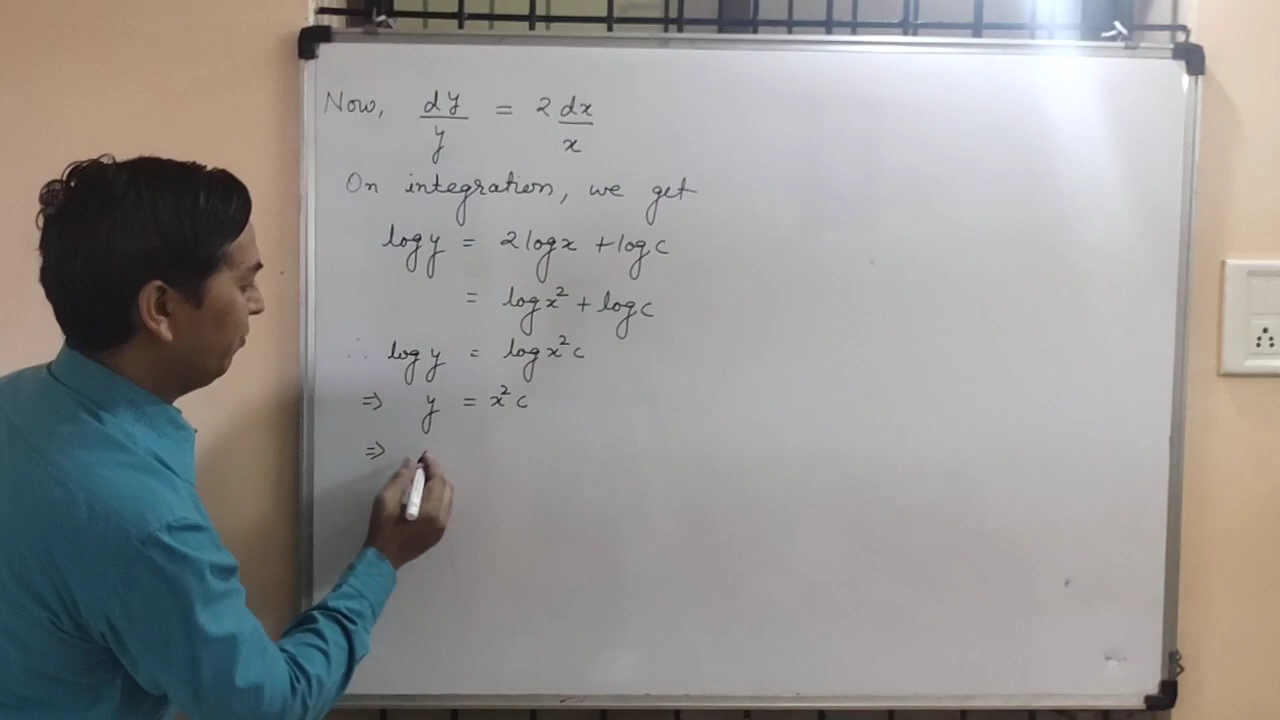 Now, dy/y = 2 dx/x
On integration, we get
log y = 2 log x + log c
= log x² + log c
∴ log y = log x² c
⇒ y = x² c
⇒